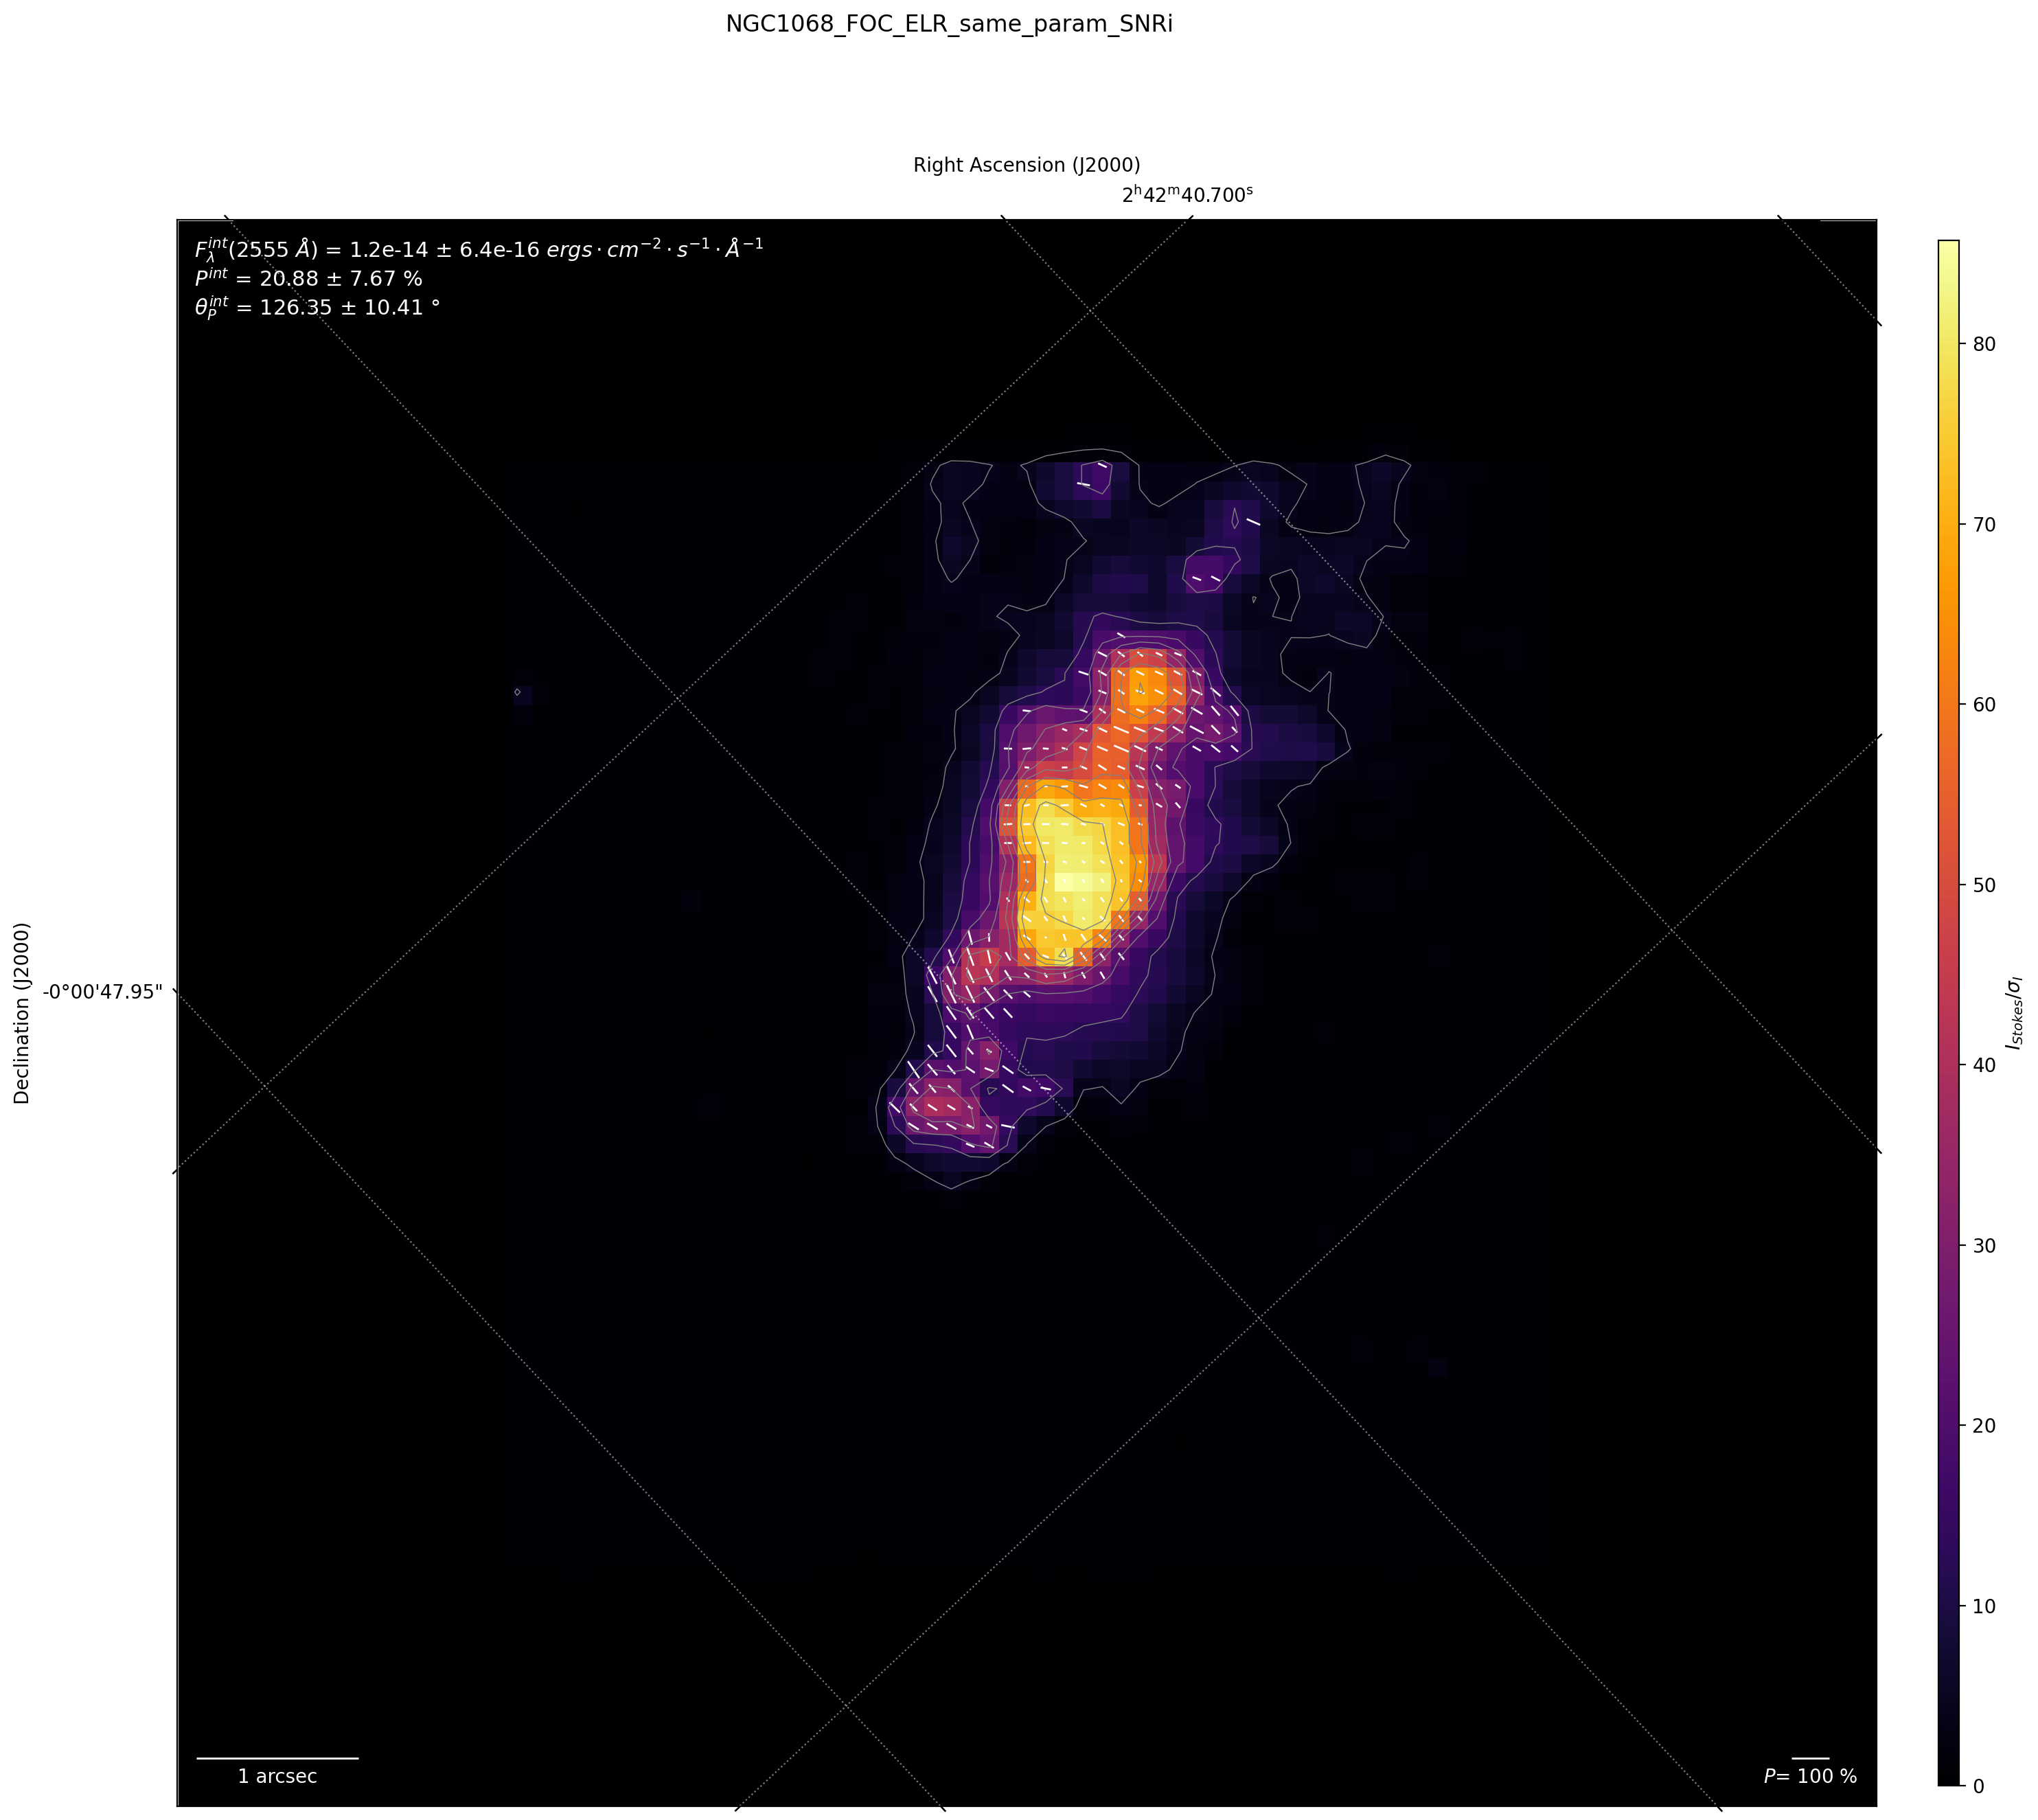 NGC1068_FOC_ELR_same_param_SNRi
Right Ascension (J2000)
2ʰ42ᵐ40.700ˢ
F_λ^int(2555 Å) = 1.2e-14 ± 6.4e-16 ergs · cm⁻² · s⁻¹ · Å⁻¹
P^int = 20.88 ± 7.67 %
θ_P^int = 126.35 ± 10.41 °
Declination (J2000)
-0°00'47.95"
80
70
60
50
40
30
20
10
0
I_Stokes/σ_I
1 arcsec
P= 100 %